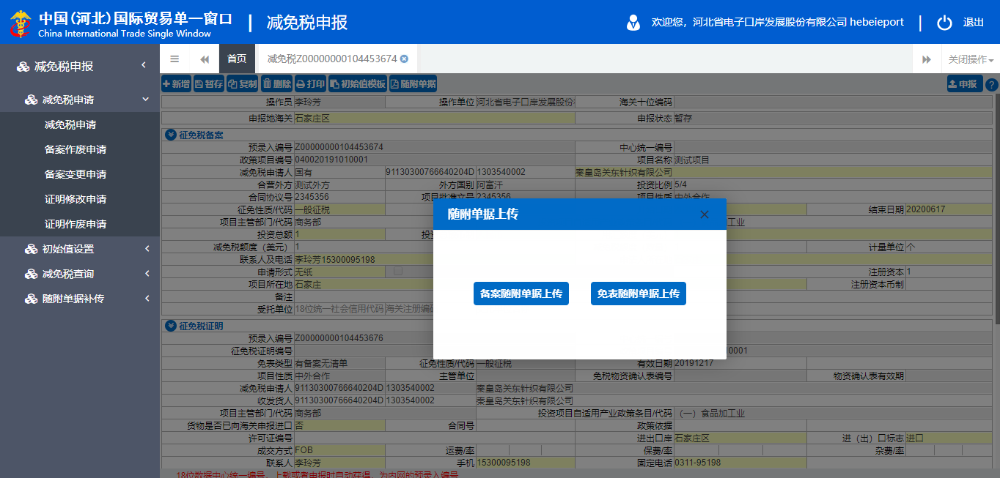 中国(河北)国际贸易单一窗口 | 减免税申报 欢迎您，河北省电子口岸发展股份有限公司 hebeieport | 退出
China International Trade Single Window
减免税申报
减免税申请
减免税申请
备案作废申请
备案变更申请
证明修改申请
证明作废申请
初始值设置
减免税查询
随附单据补传
首页 减免税Z00000000104453674 关闭操作
新增 暂存 复制 删除 打印 初始值模板 随附单据 申报 ?
操作员 李玲芳 操作单位 河北省电子口岸发展股份 海关十位编码
申报地海关 石家庄区 申报状态 暂存
征免税备案
预录入编号 Z00000000104453674 中心统一编号
政策项目编号 040020191010001 项目名称 测试项目
减免税申请人 国有 91130300766640204D 1303540002 秦皇岛关东针织有限公司
合营外方 测试外方 外方国别 阿富汗 投资比例 5/4
合同协议号 2345356 项目批准文号 2345356 项目性质 中外合作
征免性质/代码 一般征税 结束日期 20200617
项目主管部门/代码 商务部 工业
投资总额 1 投
减免税额度（美元） 1 计量单位 个
联系人及电话 李玲芳15300095198
申请形式 无纸 注册资本 1
项目所在地 石家庄 注册资本币制
备注
受托单位 18位统一社会信用代码 海关注册编码
随附单据上传
备案随附单据上传 免表随附单据上传
征免税证明
预录入编号 Z00000000104453676
征免税证明编号 0001
免表类型 有备案无清单 征免性质/代码 一般征税 有效日期 20191217
项目性质 中外合作 主管单位 免税物资确认表编号 物资确认表有效期
减免税申请人 91130300766640204D 1303540002 秦皇岛关东针织有限公司
收发货人 91130300766640204D 1303540002 秦皇岛关东针织有限公司
项目主管部门/代码 商务部 投资项目自适用产业政策条目/代码 （一）食品加工业
货物是否已向海关申报进口 否 合同号 政策依据
许可证编号 进出口岸 石家庄区 进（出）口标志 进口
成交方式 FOB 运费/率 保费/率 杂费/率
联系人 李玲芳 手机 15300095198 固定电话 0311-95198
18位数据中心统一编号，上载或者申报时自动获得，为内网的预录入编号